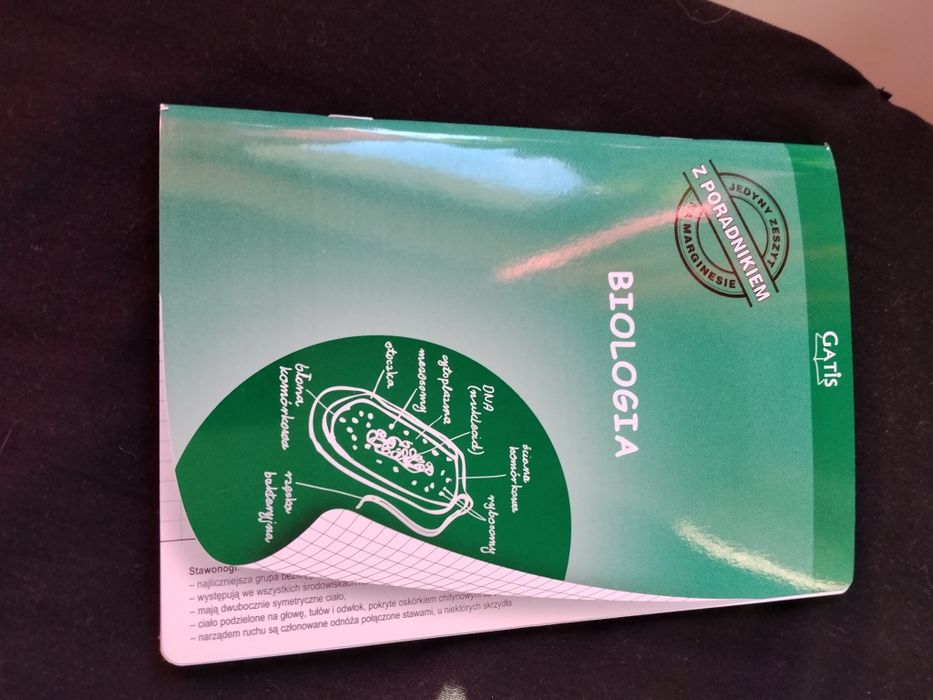 GATIS
JEDYNY ZESZYT
Z PORADNIKIEM
MARGINESIE
BIOLOGIA
ściana
komórkowa
rybosomy
DNA
(nukleoid)
cytoplazma
mezosomy
otoczka
błona
komórkowa
rzęska
bakteryjna
Stawonogi:
– najliczniejsza grupa
– występują we wszystkich środowiskach
– mają dwubocznie symetryczne ciało,
– ciało podzielone na głowę, tułów i odwłok, pokryte oskórkiem chitynowym
– narządem ruchu są członowane odnóża połączone stawami, u niektórych skrzydła.